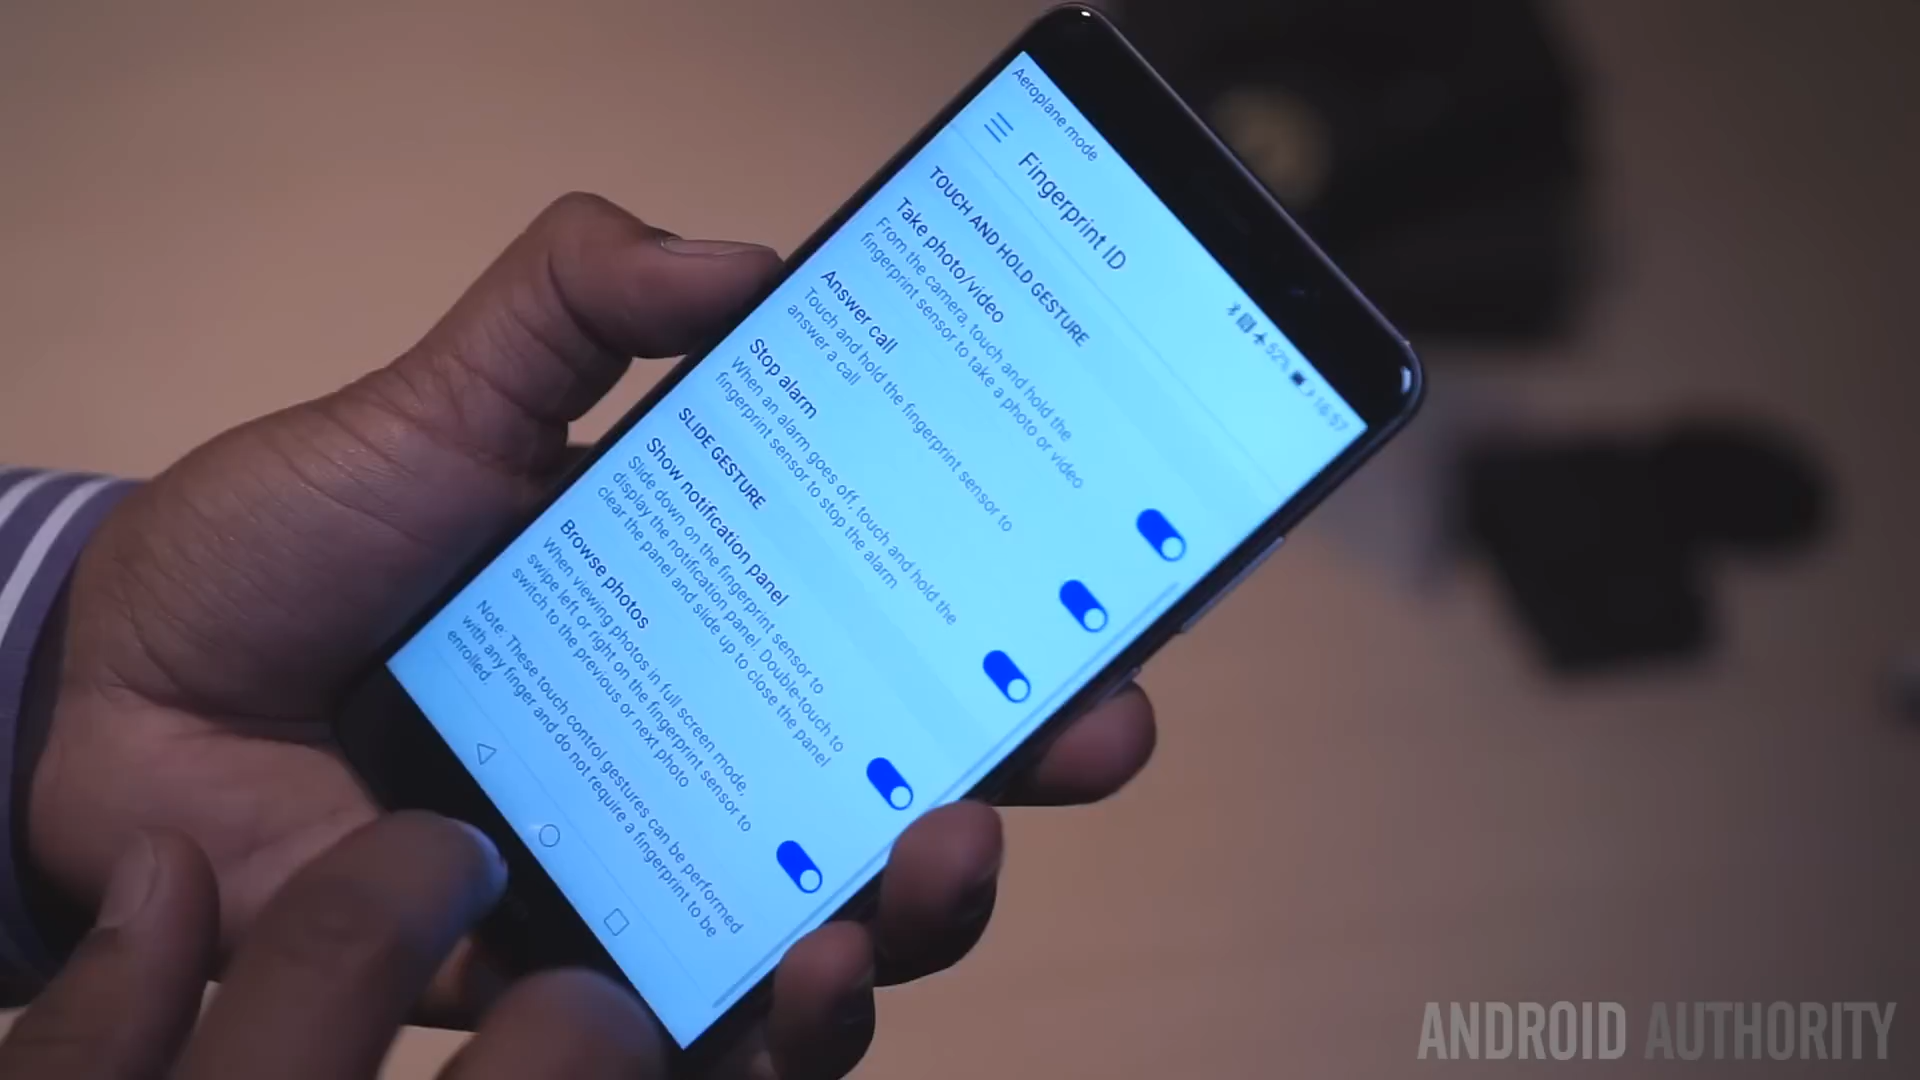 Aeroplane mode
52% 16:57
Fingerprint ID
TOUCH AND HOLD GESTURE
Take photo/video
From the camera, touch and hold the
fingerprint sensor to take a photo or video
Answer call
Touch and hold the fingerprint sensor to
answer a call
Stop alarm
When an alarm goes off, touch and hold the
fingerprint sensor to stop the alarm
SLIDE GESTURE
Show notification panel
Slide down on the fingerprint sensor to
display the notification panel. Double-touch to
clear the panel and slide up to close the panel
Browse photos
When viewing photos in full screen mode,
swipe left or right on the fingerprint sensor to
switch to the previous or next photo
Note: These touch control gestures can be performed
with any finger and do not require a fingerprint to be
enrolled.
ANDROID AUTHORITY